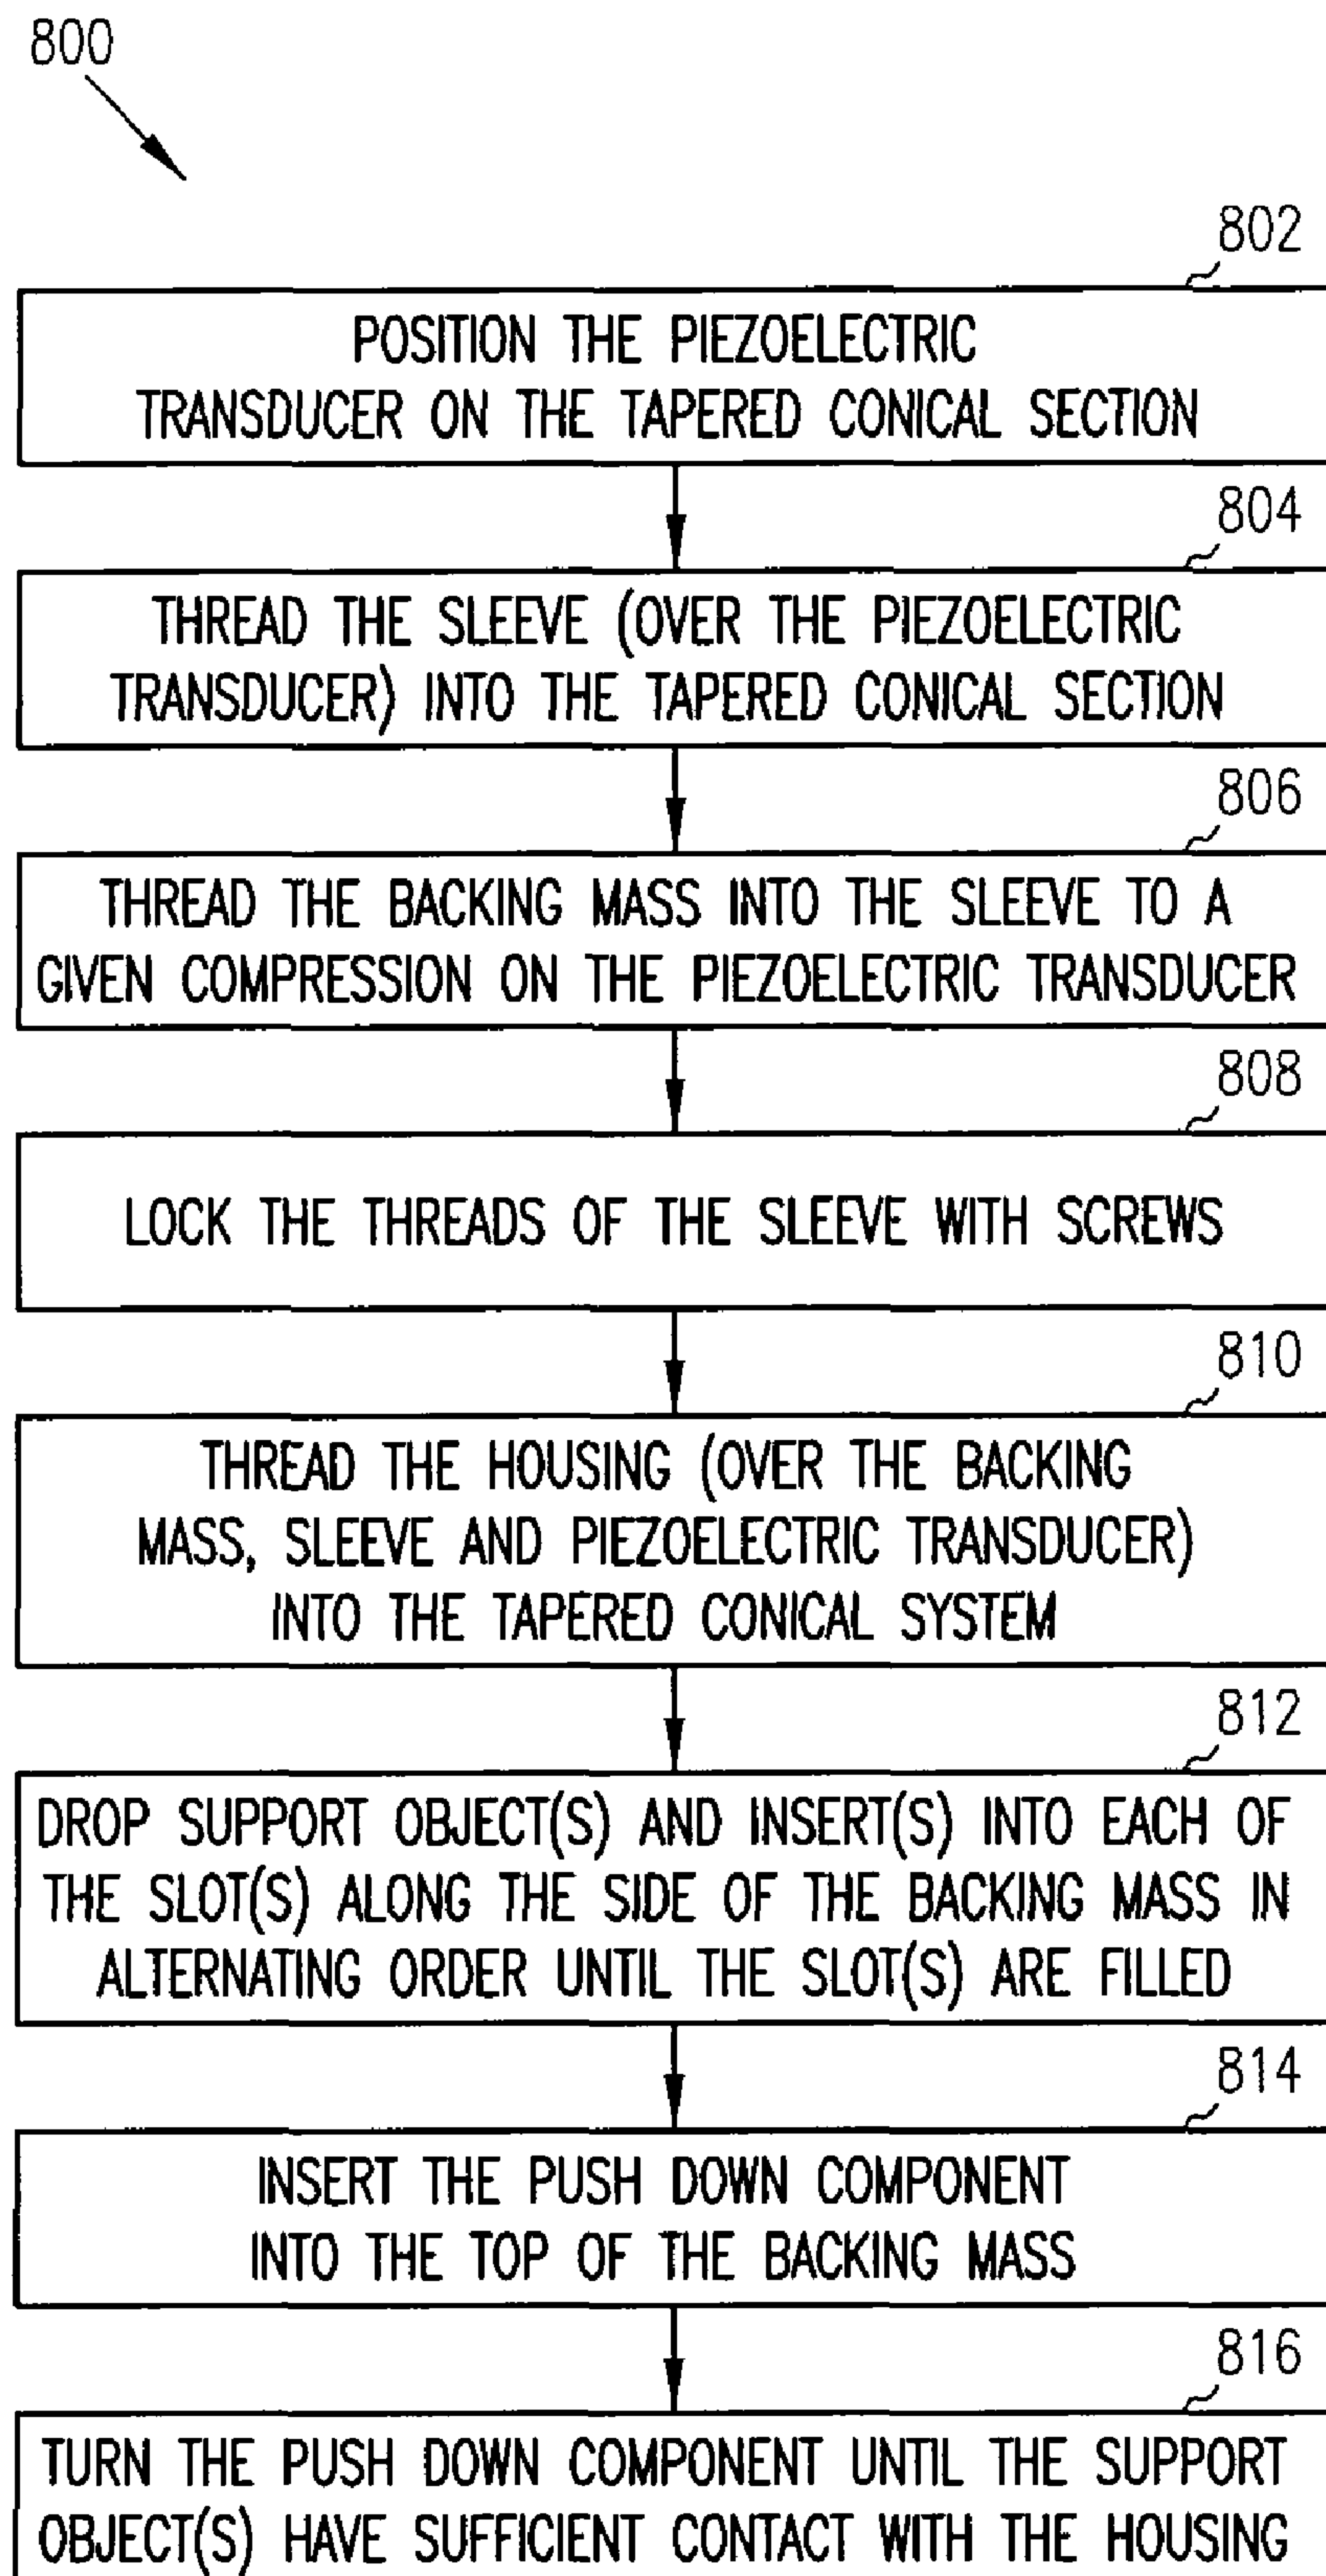 800
802
POSITION THE PIEZOELECTRIC
TRANSDUCER ON THE TAPERED CONICAL SECTION
804
THREAD THE SLEEVE (OVER THE PIEZOELECTRIC
TRANSDUCER) INTO THE TAPERED CONICAL SECTION
806
THREAD THE BACKING MASS INTO THE SLEEVE TO A
GIVEN COMPRESSION ON THE PIEZOELECTRIC TRANSDUCER
808
LOCK THE THREADS OF THE SLEEVE WITH SCREWS
810
THREAD THE HOUSING (OVER THE BACKING
MASS, SLEEVE AND PIEZOELECTRIC TRANSDUCER)
INTO THE TAPERED CONICAL SYSTEM
812
DROP SUPPORT OBJECT(S) AND INSERT(S) INTO EACH OF
THE SLOT(S) ALONG THE SIDE OF THE BACKING MASS IN
ALTERNATING ORDER UNTIL THE SLOT(S) ARE FILLED
814
INSERT THE PUSH DOWN COMPONENT
INTO THE TOP OF THE BACKING MASS
816
TURN THE PUSH DOWN COMPONENT UNTIL THE SUPPORT
OBJECT(S) HAVE SUFFICIENT CONTACT WITH THE HOUSING